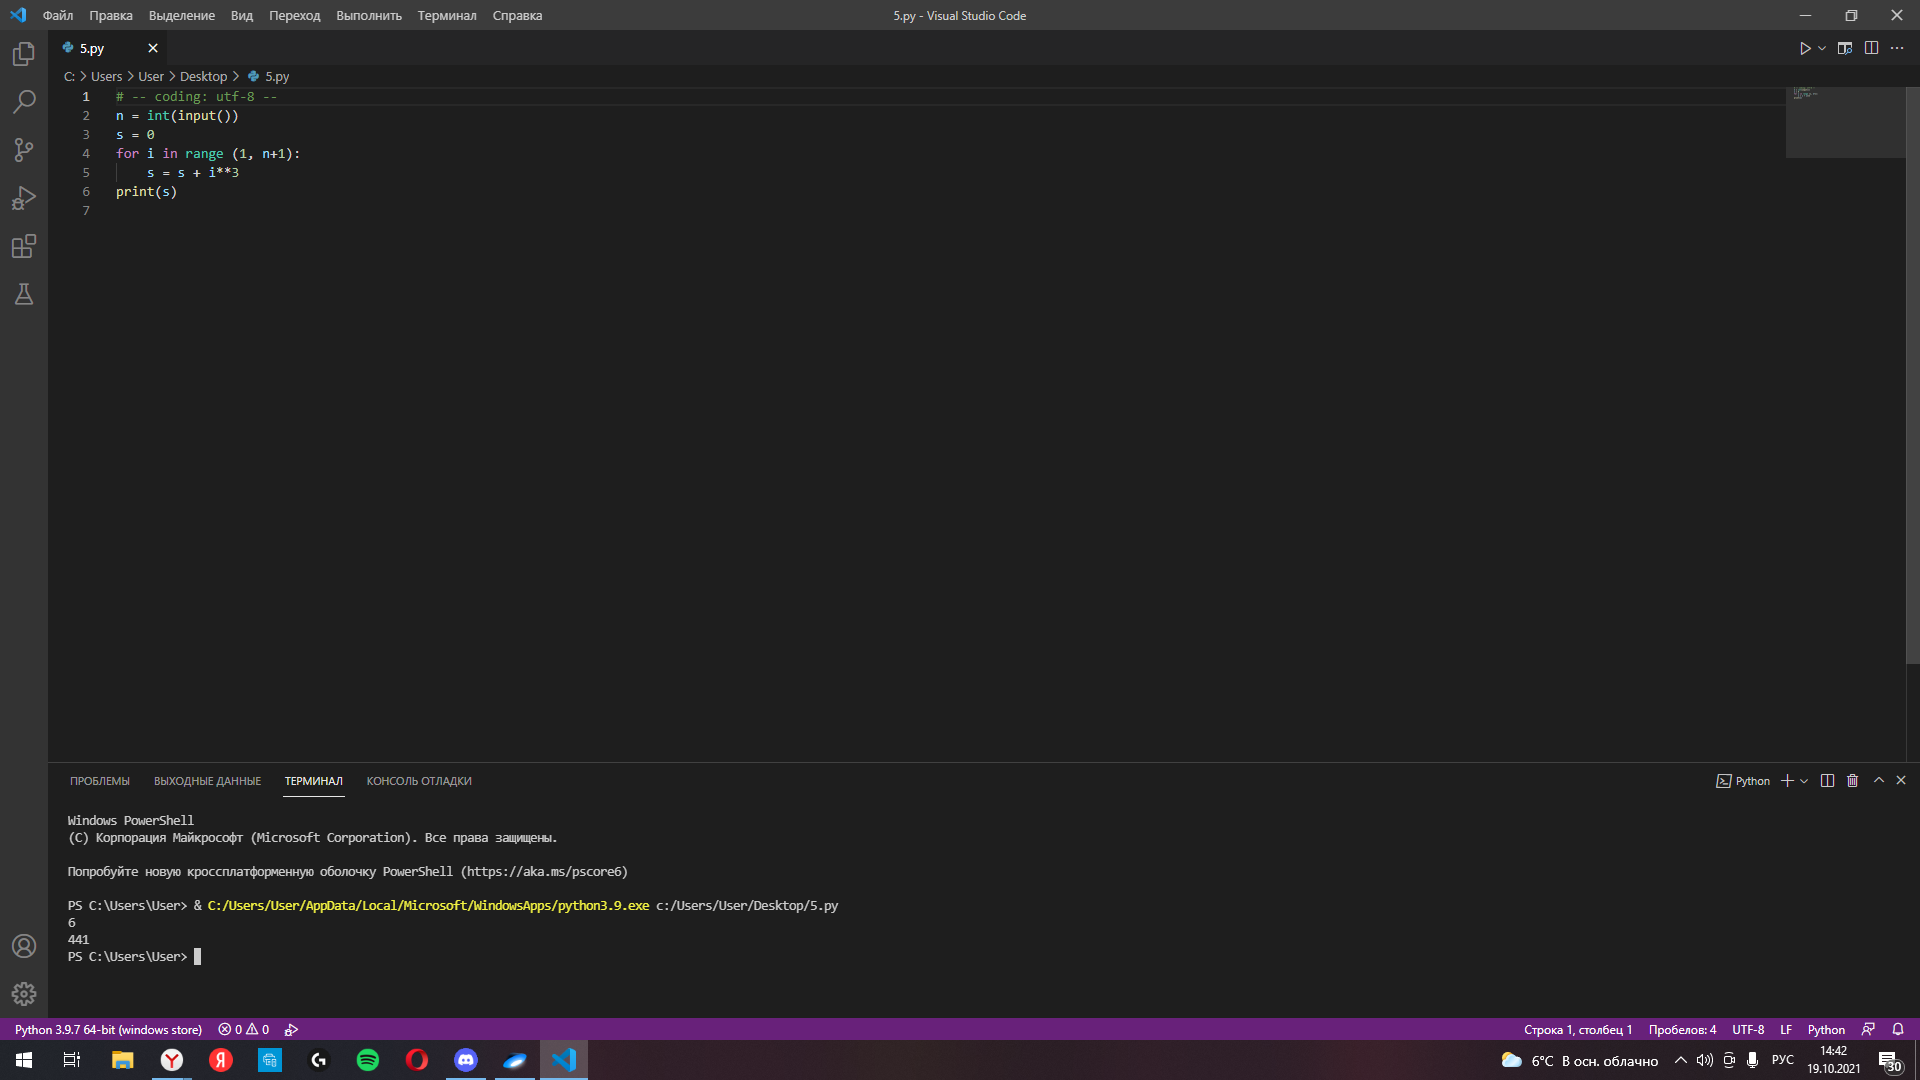 Файл Правка Выделение Вид Переход Выполнить Терминал Справка 5.py - Visual Studio Code
5.py
C: > Users > User > Desktop > 5.py
1 # -- coding: utf-8 --
2 n = int(input())
3 s = 0
4 for i in range (1, n+1):
5 s = s + i**3
6 print(s)
7
ПРОБЛЕМЫ ВЫХОДНЫЕ ДАННЫЕ ТЕРМИНАЛ КОНСОЛЬ ОТЛАДКИ Python
Windows PowerShell
(C) Корпорация Майкрософт (Microsoft Corporation). Все права защищены.
Попробуйте новую кроссплатформенную оболочку PowerShell (https://aka.ms/pscore6)
PS C:\Users\User> & C:/Users/User/AppData/Local/Microsoft/WindowsApps/python3.9.exe c:/Users/User/Desktop/5.py
6
441
PS C:\Users\User>
Python 3.9.7 64-bit (windows store) 0 0 Строка 1, столбец 1 Пробелов: 4 UTF-8 LF Python
6°C В осн. облачно РУС 14:42
19.10.2021 30